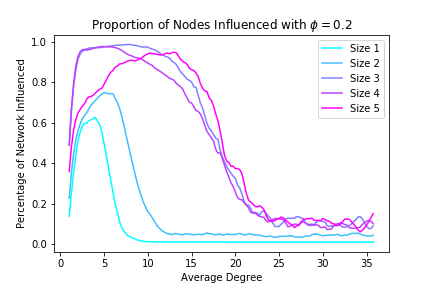 Proportion of Nodes Influenced with ϕ = 0.2
Percentage of Network Influenced
1.0
0.8
0.6
0.4
0.2
0.0
Size 1
Size 2
Size 3
Size 4
Size 5
0 5 10 15 20 25 30 35
Average Degree